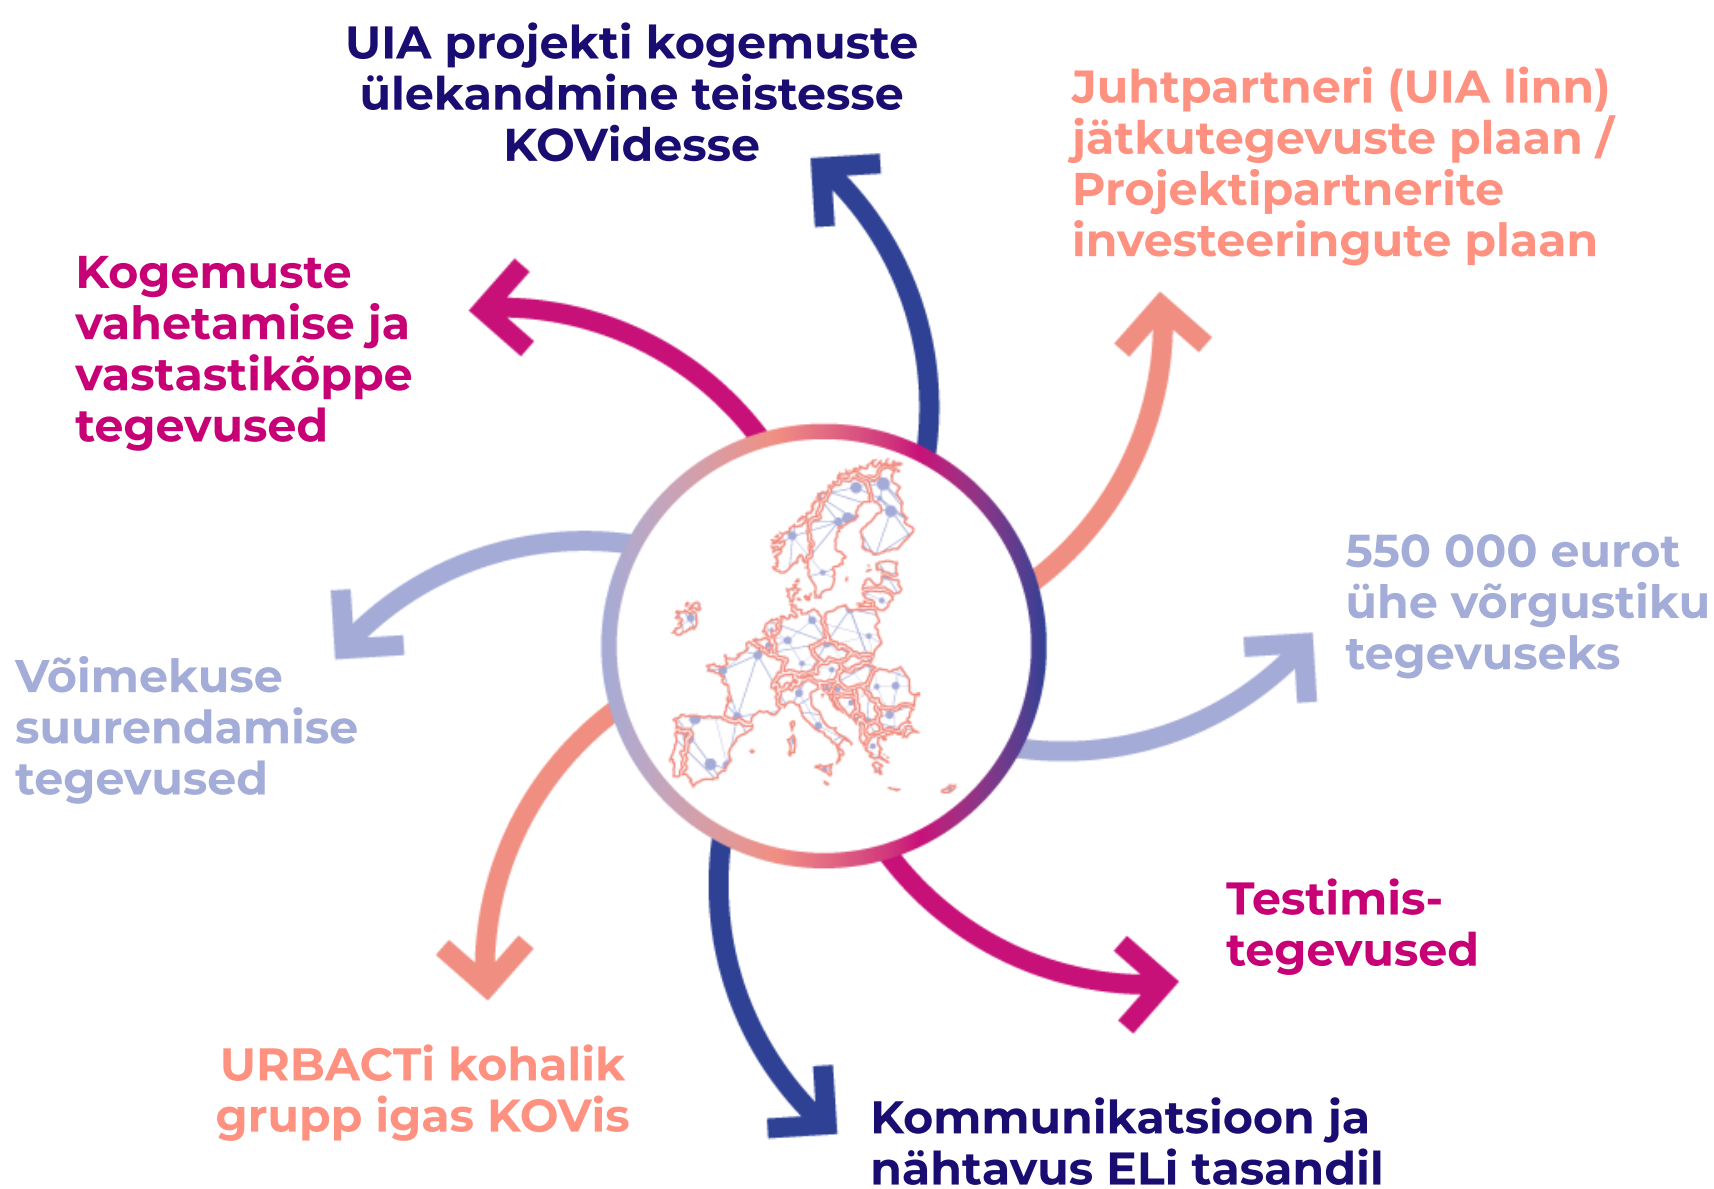 UIA projekti kogemuste
ülekandmine teistesse
KOVidesse
Juhtpartneri (UIA linn)
jätkutegevuste plaan /
Projektipartnerite
investeeringute plaan
Kogemuste
vahetamise ja
vastastikõppe
tegevused
550 000 eurot
ühe võrgustiku
tegevuseks
Võimekuse
suurendamise
tegevused
Testimis-
tegevused
URBACTi kohalik
grupp igas KOVis
Kommunikatsioon ja
nähtavus ELi tasandil